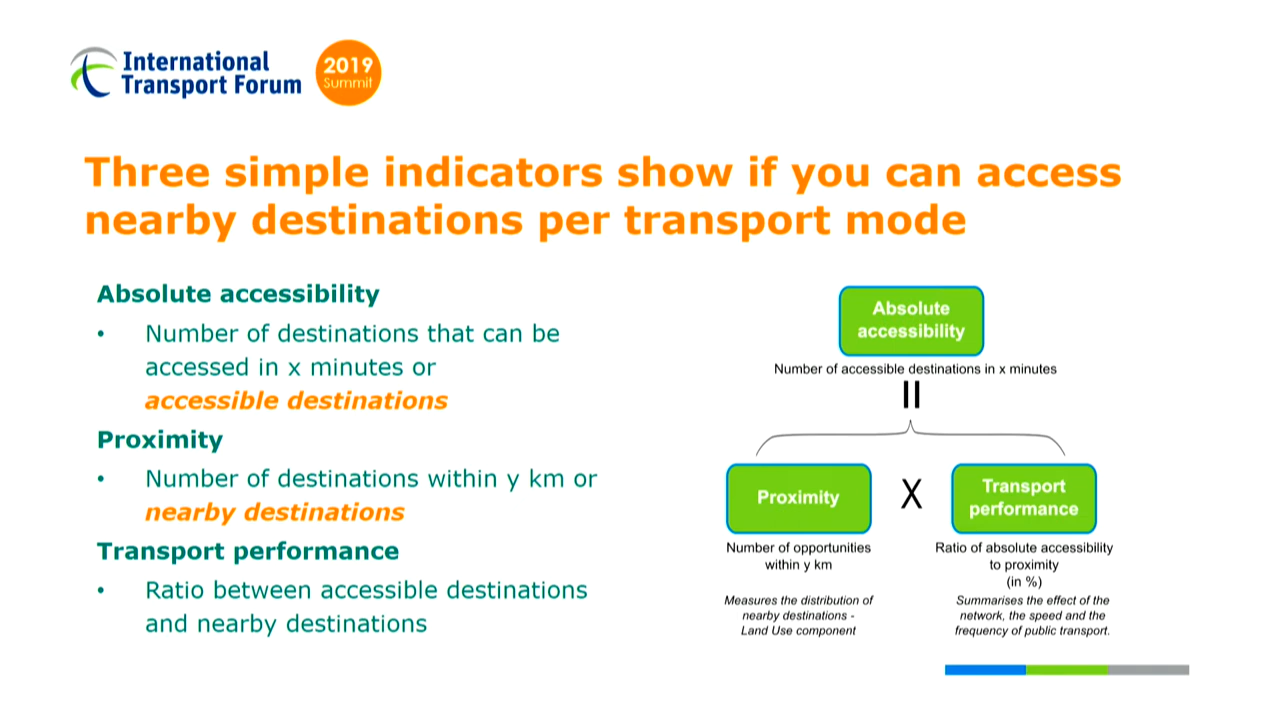 International
Transport Forum
2019
Summit
Three simple indicators show if you can access
nearby destinations per transport mode
Absolute accessibility
• Number of destinations that can be
accessed in x minutes or
accessible destinations
Proximity
• Number of destinations within y km or
nearby destinations
Transport performance
• Ratio between accessible destinations
and nearby destinations
Absolute
accessibility
Number of accessible destinations in x minutes
=
Proximity
X
Transport
performance
Number of opportunities
within y km
Measures the distribution of
nearby destinations -
Land Use component
Ratio of absolute accessibility
to proximity
(in %)
Summarises the effect of the
network, the speed and the
frequency of public transport.